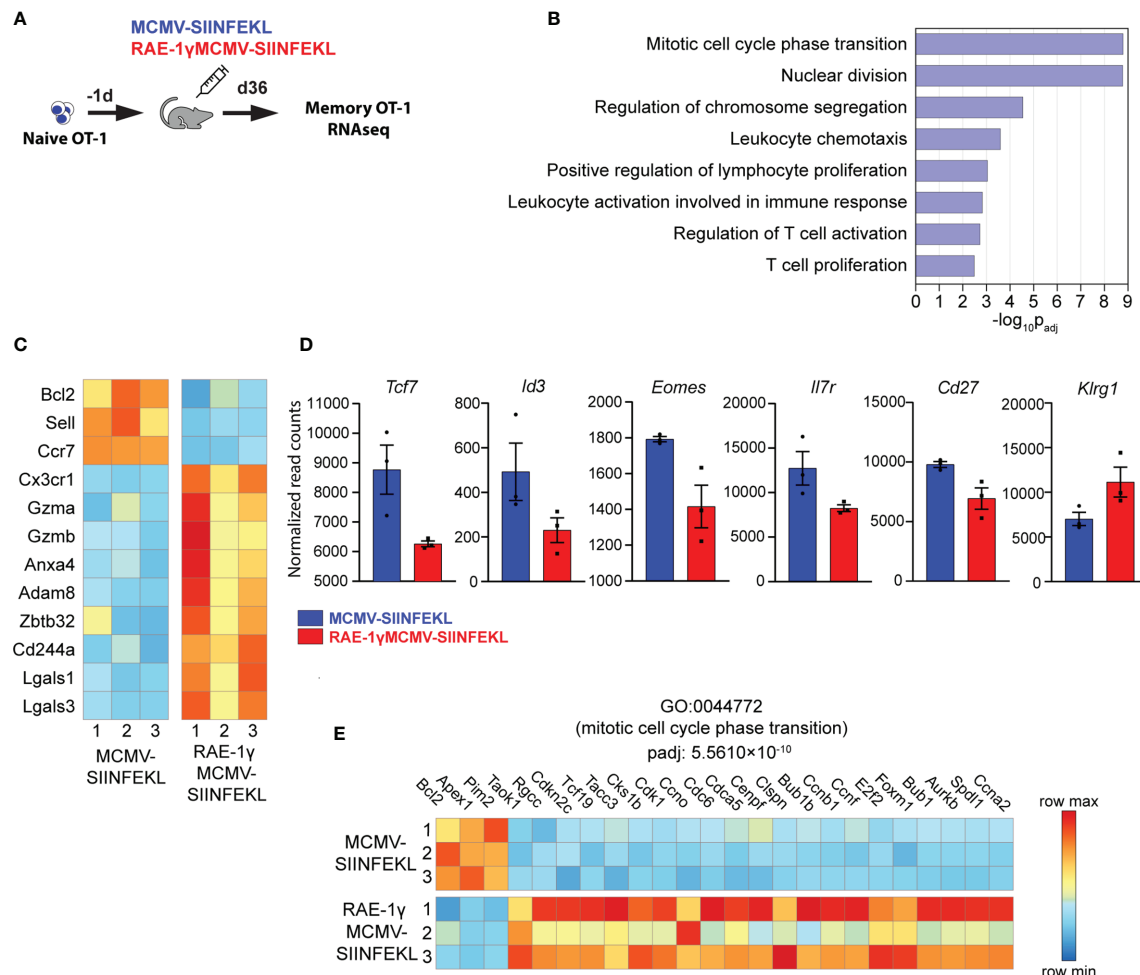 A
MCMV-SIINFEKL
RAE-1γMCMV-SIINFEKL
-1d
d36
Naive OT-1
Memory OT-1
RNAseq
B
Mitotic cell cycle phase transition
Nuclear division
Regulation of chromosome segregation
Leukocyte chemotaxis
Positive regulation of lymphocyte proliferation
Leukocyte activation involved in immune response
Regulation of T cell activation
T cell proliferation
0 1 2 3 4 5 6 7 8 9
-log10padj
C
Bcl2
Sell
Ccr7
Cx3cr1
Gzma
Gzmb
Anxa4
Adam8
Zbtb32
Cd244a
Lgals1
Lgals3
1 2 3 1 2 3
MCMV-
SIINFEKL
RAE-1γ
MCMV-
SIINFEKL
D
Normalized read counts
Tcf7
11000
10000
9000
8000
7000
6000
5000
Id3
800
600
400
200
0
Eomes
2000
1800
1600
1400
1200
1000
Il7r
20000
15000
10000
5000
0
Cd27
15000
10000
5000
0
Klrg1
20000
15000
10000
5000
0
MCMV-SIINFEKL
RAE-1γMCMV-SIINFEKL
E
GO:0044772
(mitotic cell cycle phase transition)
padj: 5.5610×10-10
Bcl2 Apex1 Pim2 Taok1 Rgcc Cdkn2c Tcf19 Tacc3 Cks1b Cdk1 Ccno Cdc6 Cdca5 Cenpf Clspn Bub1b Ccnb1 Ccnf E2f2 Foxm1 Bub1 Aurkb Spdl1 Ccna2
MCMV-
SIINFEKL
1
2
3
RAE-1γ
MCMV-
SIINFEKL
1
2
3
row max
row min